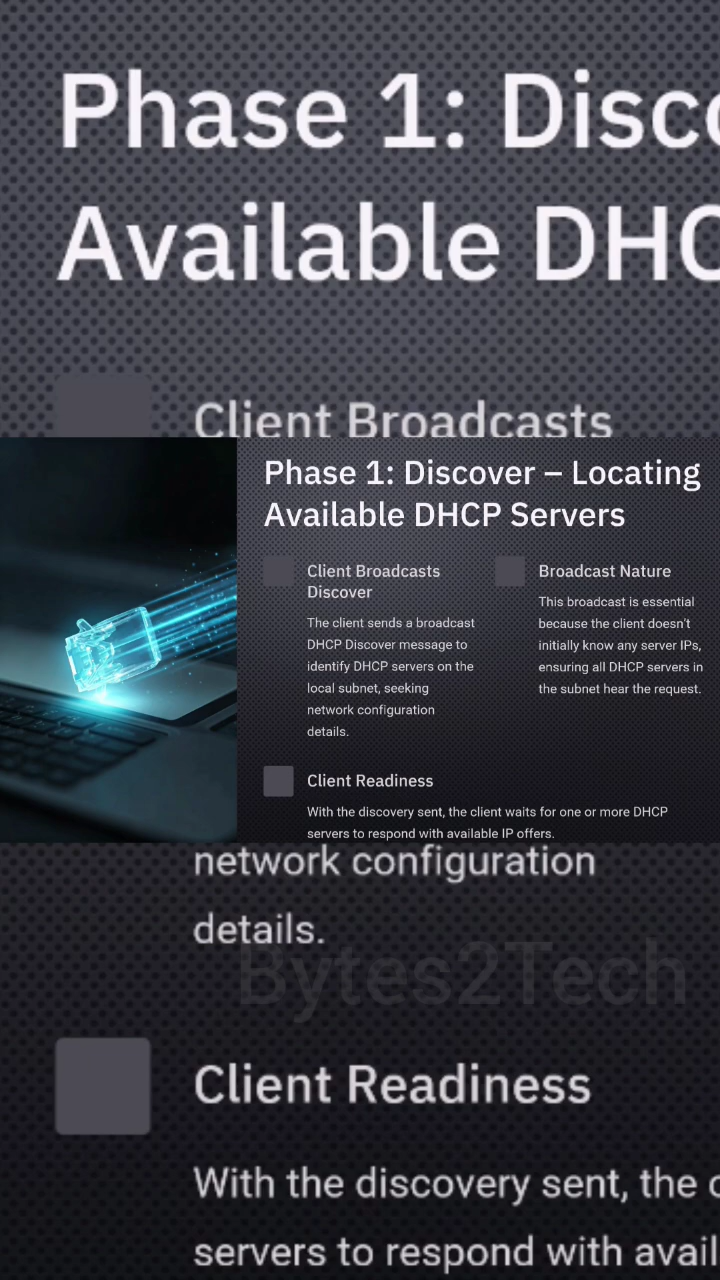 Phase 1: Disco
Available DHC
Client Broadcasts
Phase 1: Discover – Locating
Available DHCP Servers
Client Broadcasts
Discover
The client sends a broadcast
DHCP Discover message to
identify DHCP servers on the
local subnet, seeking
network configuration
details.
Broadcast Nature
This broadcast is essential
because the client doesn't
initially know any server IPs,
ensuring all DHCP servers in
the subnet hear the request.
Client Readiness
With the discovery sent, the client waits for one or more DHCP
servers to respond with available IP offers.
network configuration
details.
Bytes2Tech
Client Readiness
With the discovery sent, the c
servers to respond with avail